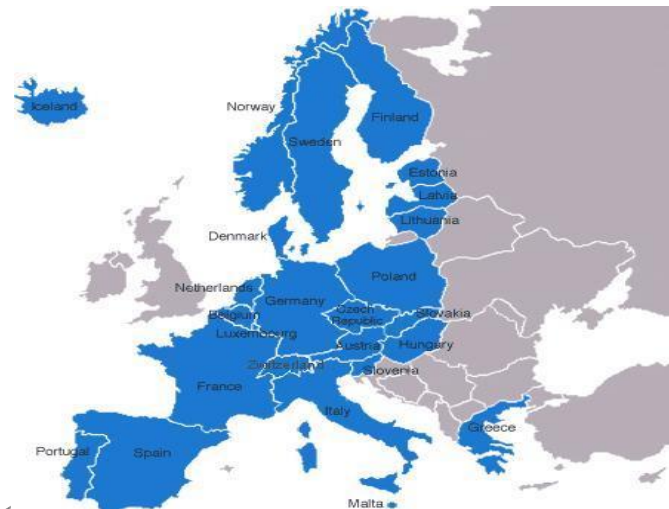 Iceland
Norway
Finland
Sweden
Estonia
Latvia
Lithuania
Denmark
Netherlands
Poland
Germany
Belgium
Czech
Republic
Slovakia
Luxembourg
Austria
Hungary
Zwitzerland
Slovenia
France
Italy
Greece
Portugal
Spain
Malta